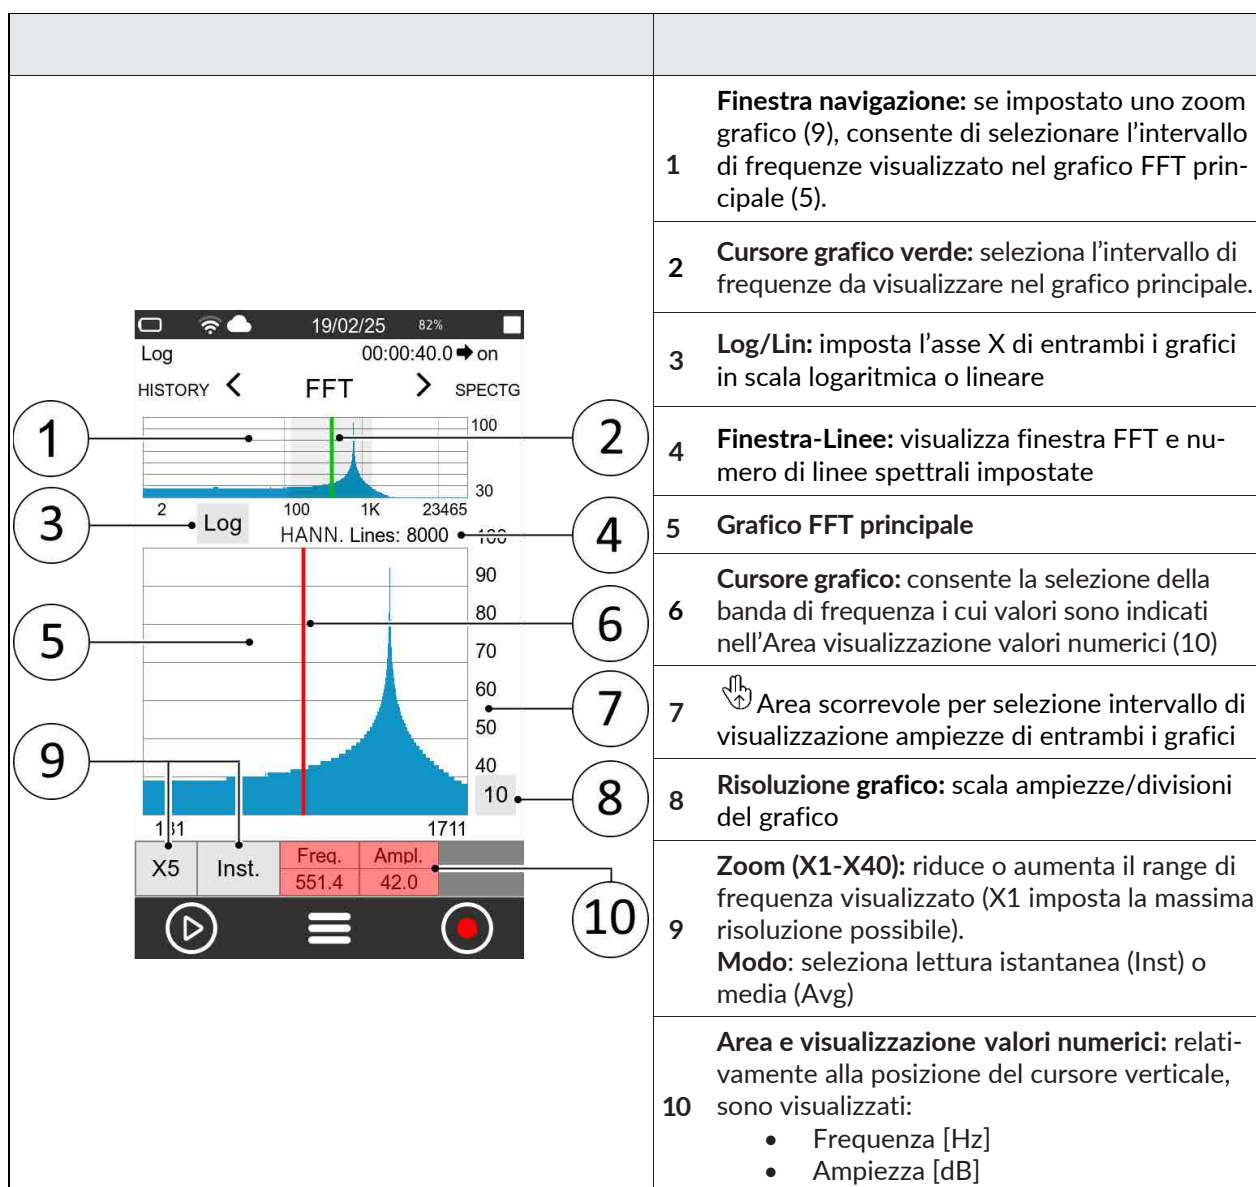 19/02/25 82%
Log 00:00:40.0 on
HISTORY FFT SPECTG
100
30
2 100 1K 23465
Log
HANN. Lines: 8000 100
90
80
70
60
50
40
10
1711
X5 Inst. Freq. Ampl.
551.4 42.0
1
2
3
4
5
6
7
8
9
10
1 Finestra navigazione: se impostato uno zoom
grafico (9), consente di selezionare l'intervallo
di frequenze visualizzato nel grafico FFT prin-
cipale (5).
2 Cursore grafico verde: seleziona l'intervallo di
frequenze da visualizzare nel grafico principale.
3 Log/Lin: imposta l'asse X di entrambi i grafici
in scala logaritmica o lineare
4 Finestra-Linee: visualizza finestra FFT e nu-
mero di linee spettrali impostate
5 Grafico FFT principale
6 Cursore grafico: consente la selezione della
banda di frequenza i cui valori sono indicati
nell'Area visualizzazione valori numerici (10)
7 Area scorrevole per selezione intervallo di
visualizzazione ampiezze di entrambi i grafici
8 Risoluzione grafico: scala ampiezze/divisioni
del grafico
9 Zoom (X1-X40): riduce o aumenta il range di
frequenza visualizzato (X1 imposta la massima
risoluzione possibile).
Modo: seleziona lettura istantanea (Inst) o
media (Avg)
10 Area e visualizzazione valori numerici: relati-
vamente alla posizione del cursore verticale,
sono visualizzati:
• Frequenza [Hz]
• Ampiezza [dB]